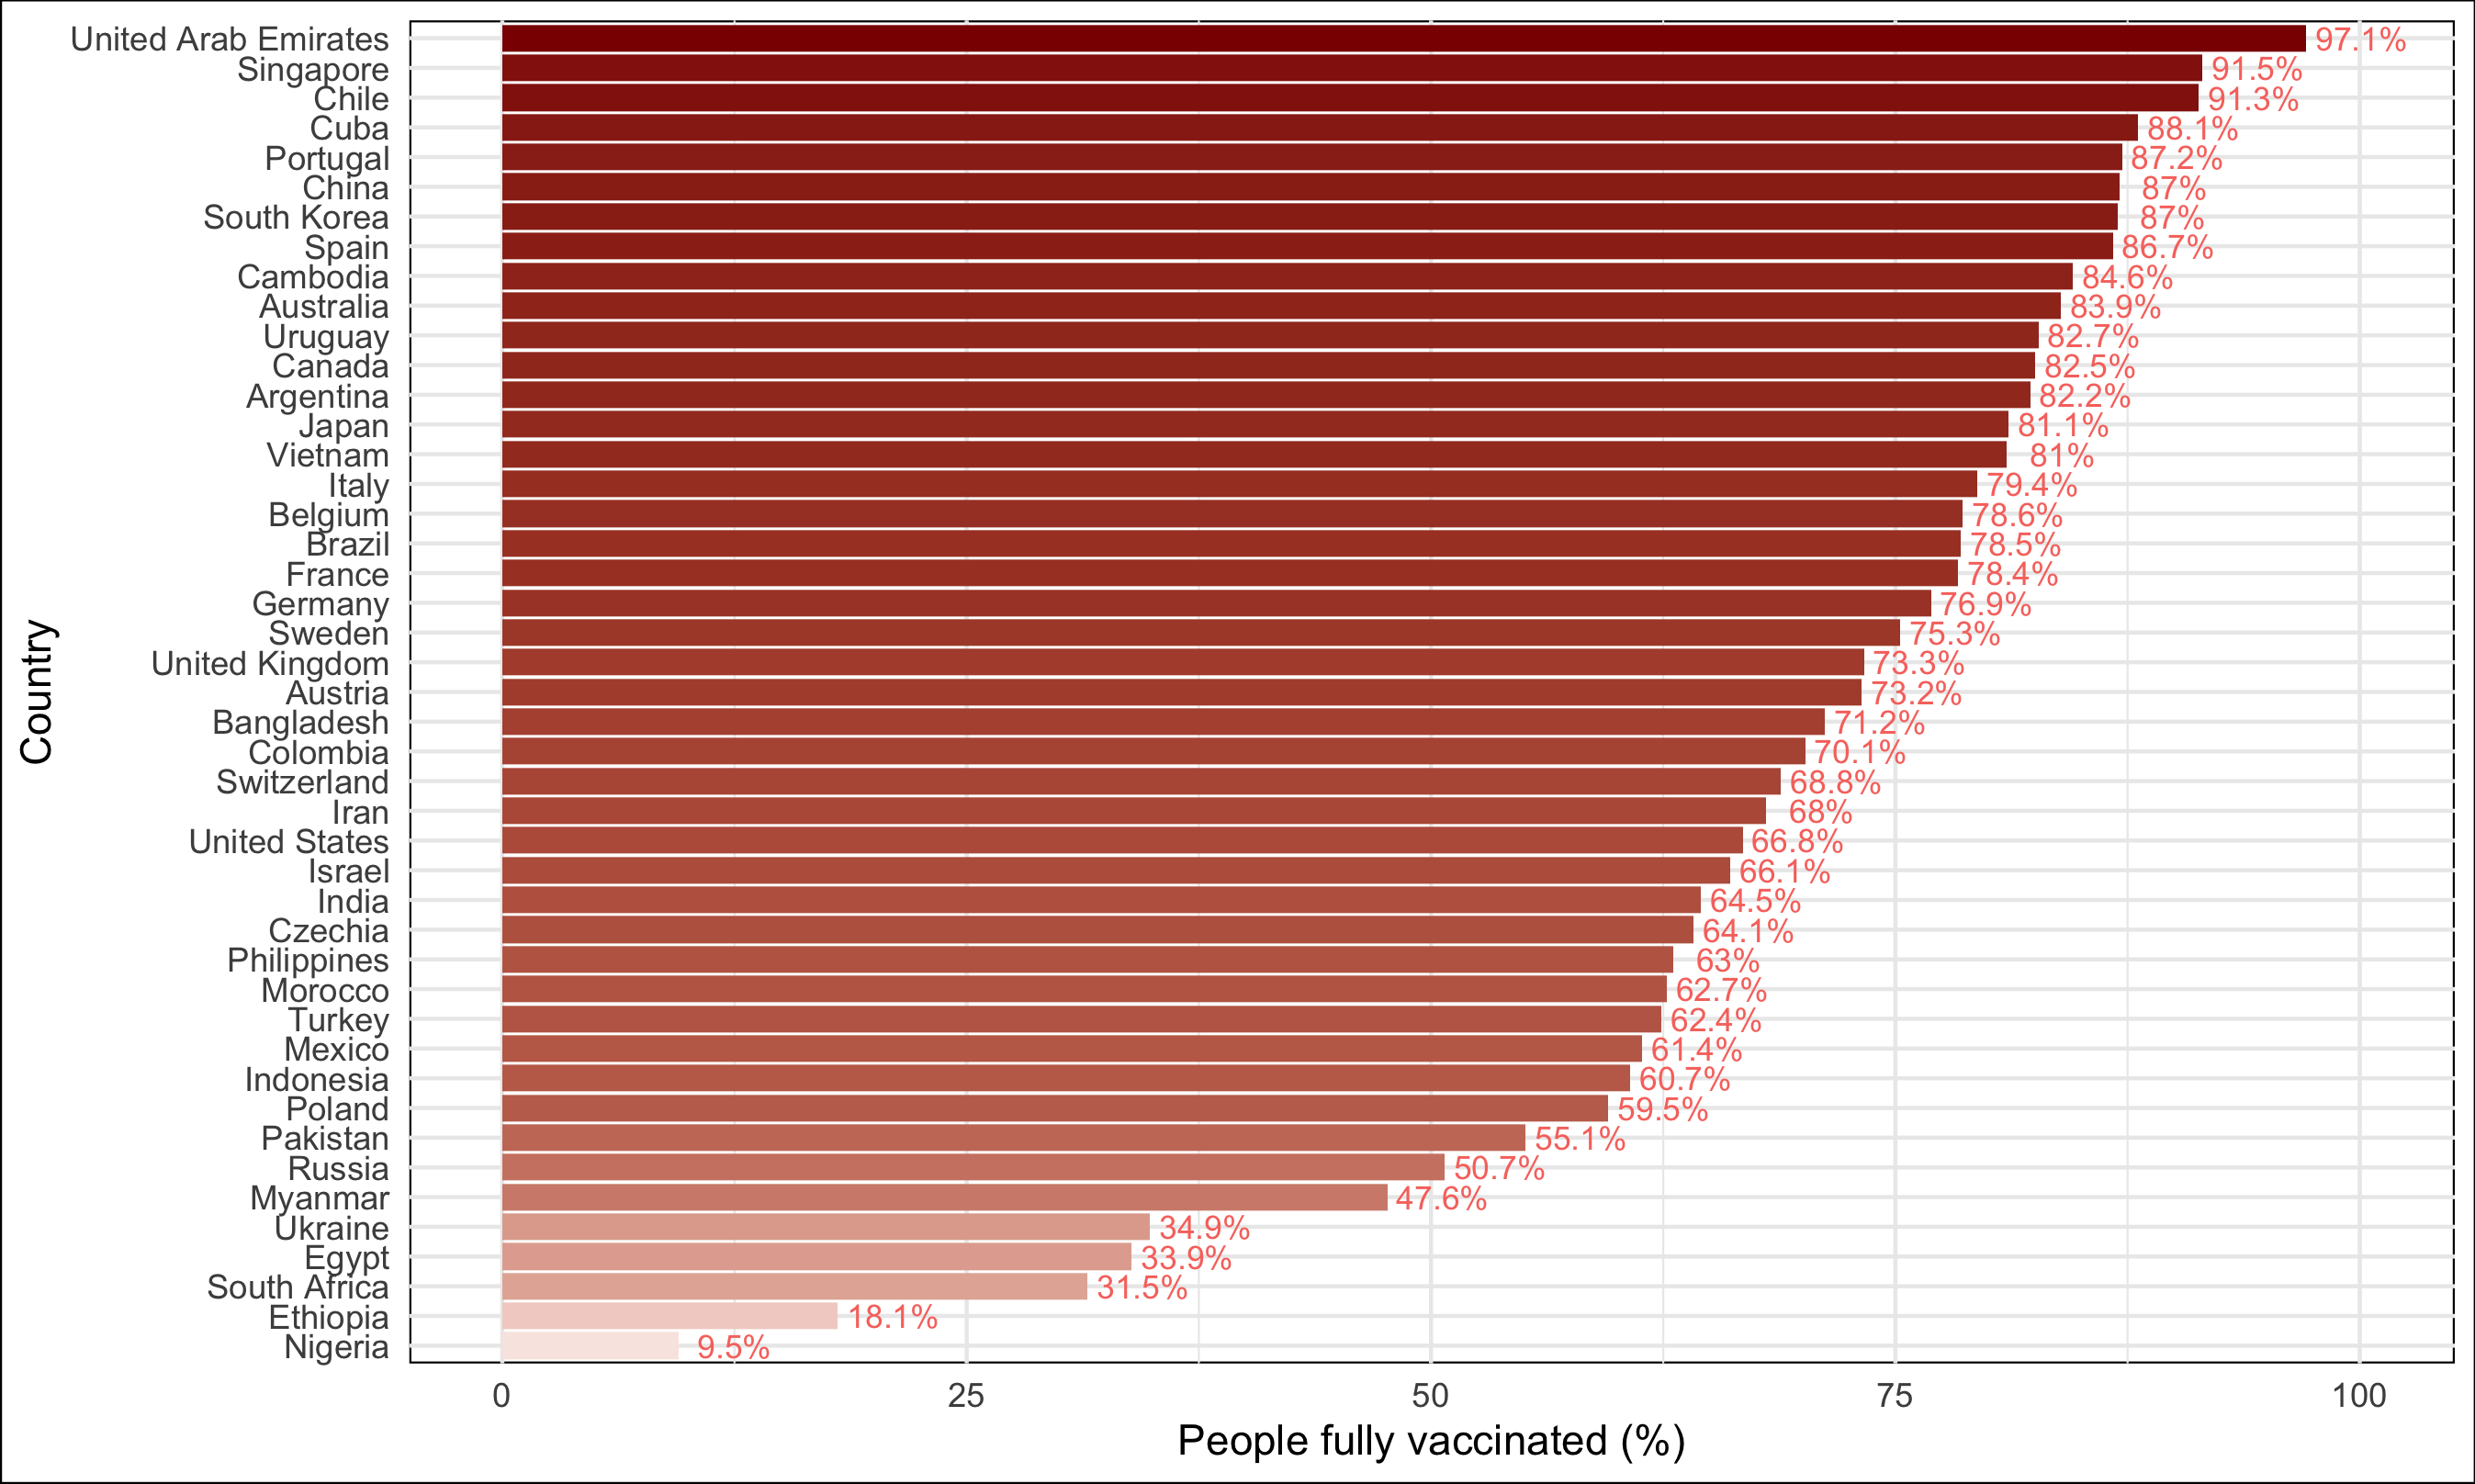 United Arab Emirates 97.1%
Singapore 91.5%
Chile 91.3%
Cuba 88.1%
Portugal 87.2%
China 87%
South Korea 87%
Spain 86.7%
Cambodia 84.6%
Australia 83.9%
Uruguay 82.7%
Canada 82.5%
Argentina 82.2%
Japan 81.1%
Vietnam 81%
Italy 79.4%
Belgium 78.6%
Brazil 78.5%
France 78.4%
Germany 76.9%
Sweden 75.3%
United Kingdom 73.3%
Austria 73.2%
Bangladesh 71.2%
Colombia 70.1%
Switzerland 68.8%
Iran 68%
United States 66.8%
Israel 66.1%
India 64.5%
Czechia 64.1%
Philippines 63%
Morocco 62.7%
Turkey 62.4%
Mexico 61.4%
Indonesia 60.7%
Poland 59.5%
Pakistan 55.1%
Russia 50.7%
Myanmar 47.6%
Ukraine 34.9%
Egypt 33.9%
South Africa 31.5%
Ethiopia 18.1%
Nigeria 9.5%
Country
0 25 50 75 100
People fully vaccinated (%)